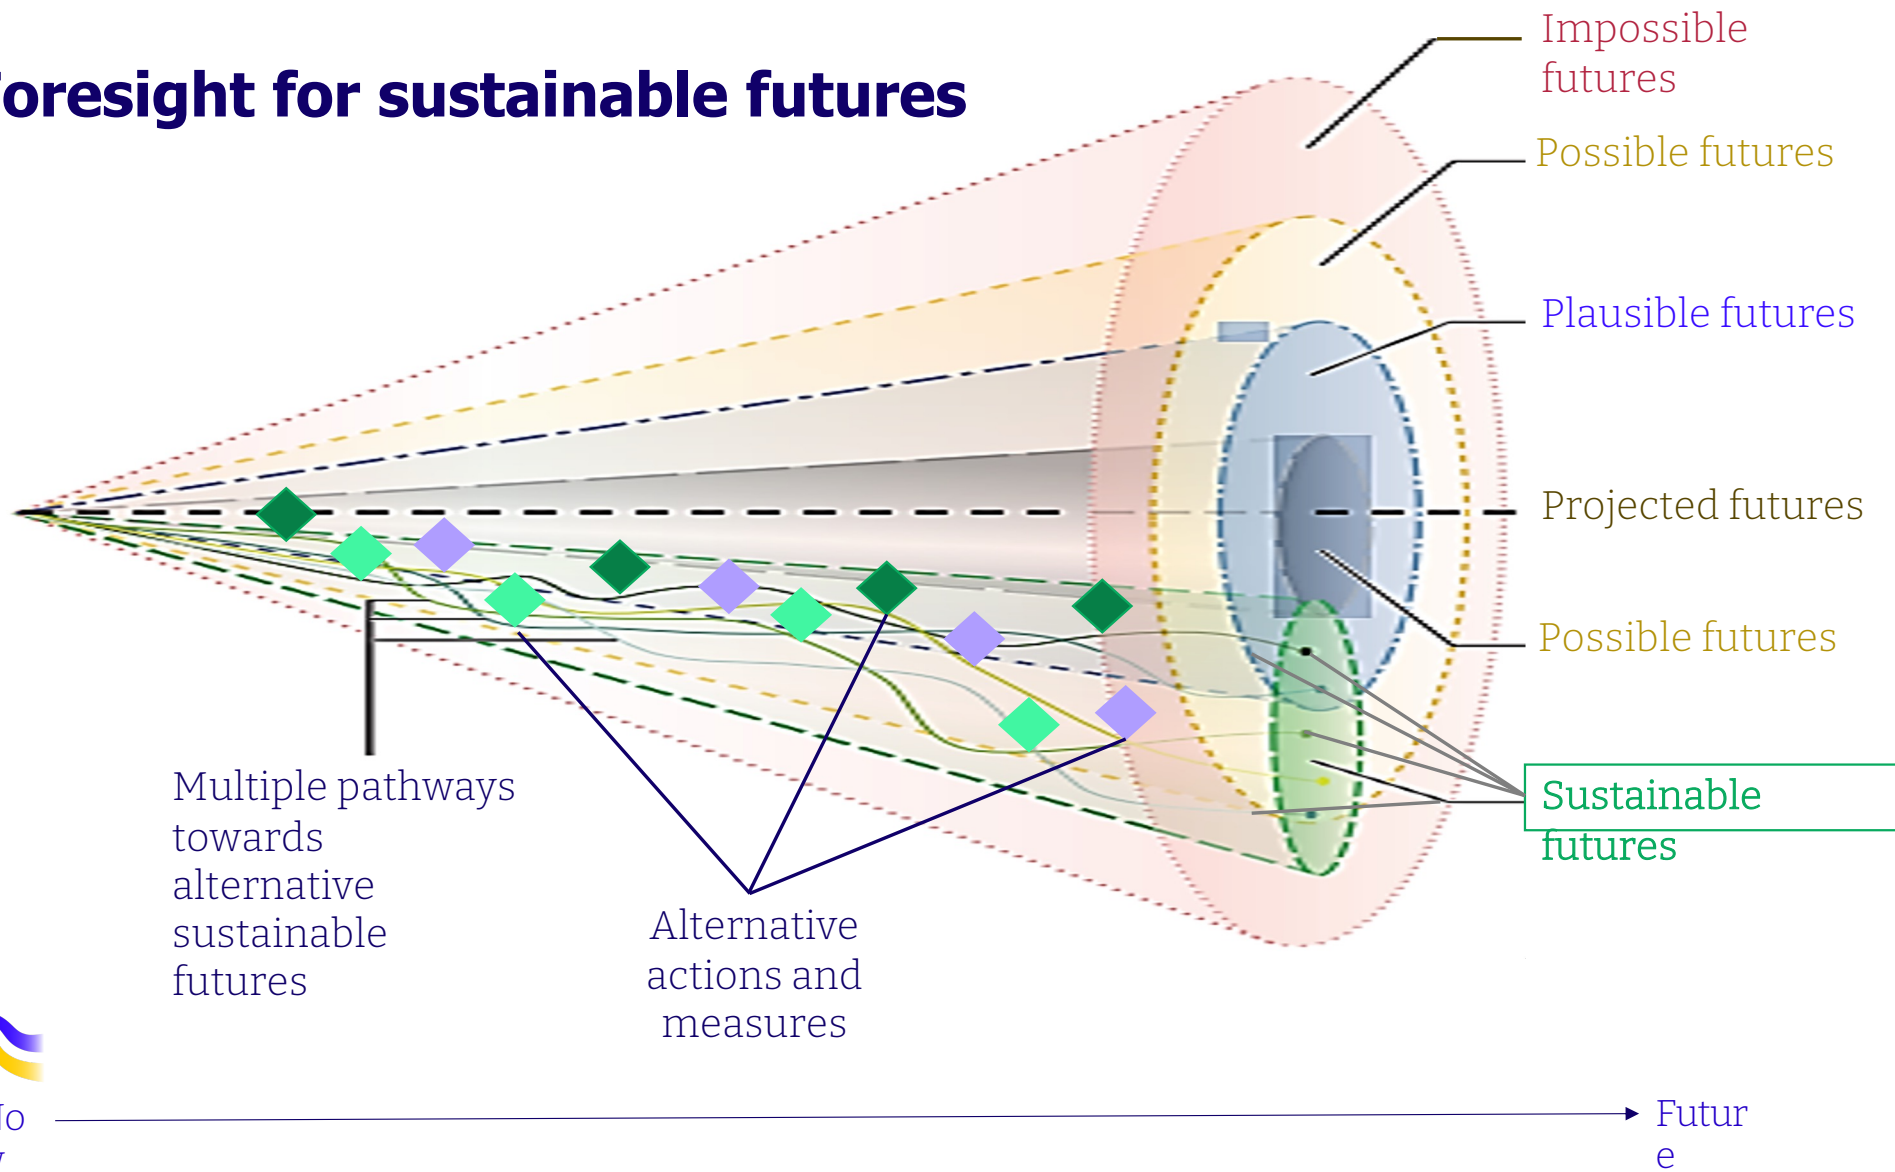 oresight for sustainable futures
Impossible
futures
Possible futures
Plausible futures
Projected futures
Possible futures
Sustainable
futures
Multiple pathways
towards
alternative
sustainable
futures
Alternative
actions and
measures
No
w
Futur
e